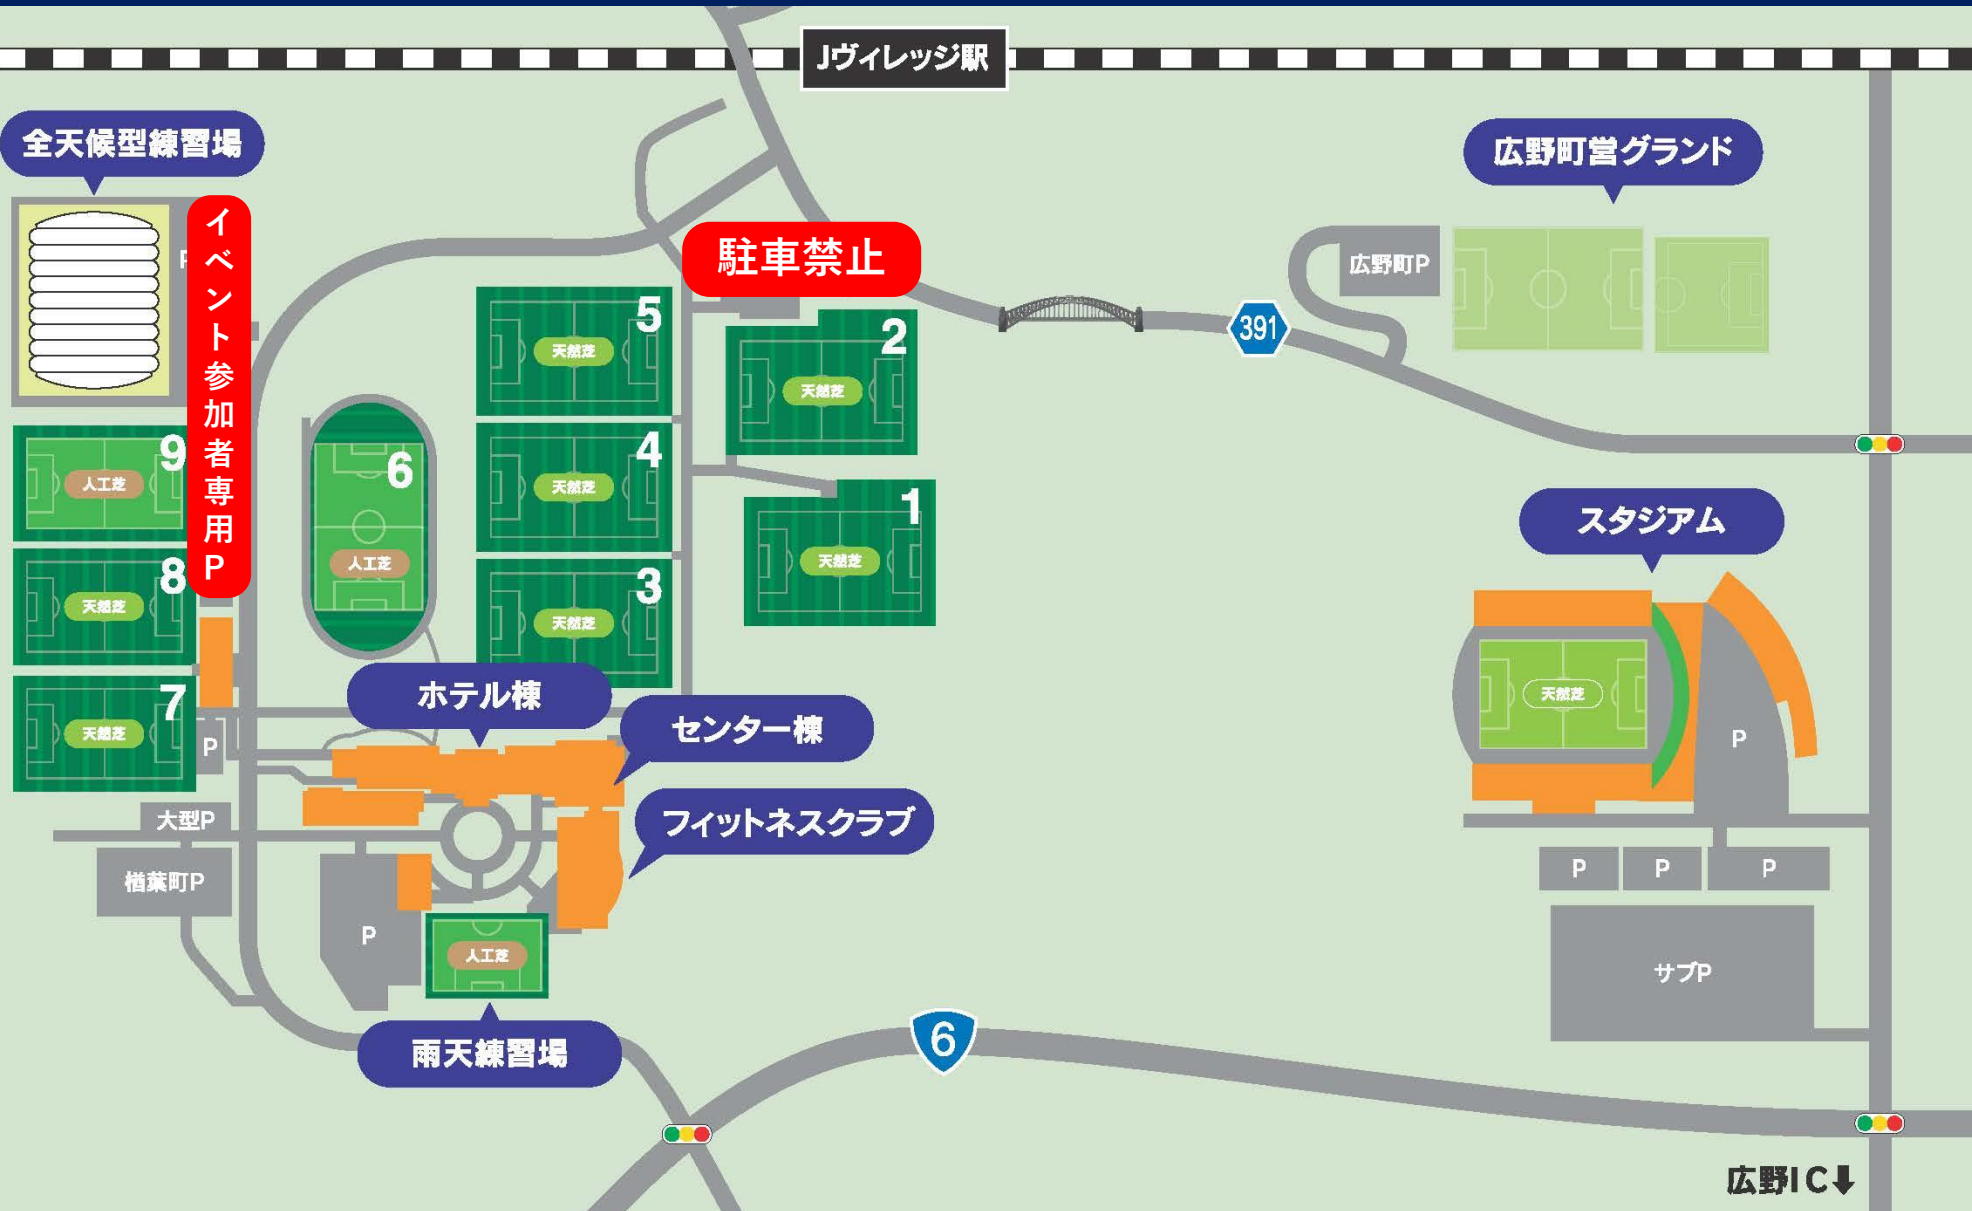 Jヴィレッジ駅
全天候型練習場
広野町営グランド
イベント参加者専用P
P
駐車禁止
広野町P
5
天然芝
2
天然芝
391
9
人工芝
6
人工芝
4
天然芝
1
天然芝
スタジアム
8
天然芝
3
天然芝
7
天然芝
P
ホテル棟
センター棟
天然芝
P
大型P
フィットネスクラブ
楢葉町P
P
P
P
P
人工芝
サブP
雨天練習場
6
広野IC⬇